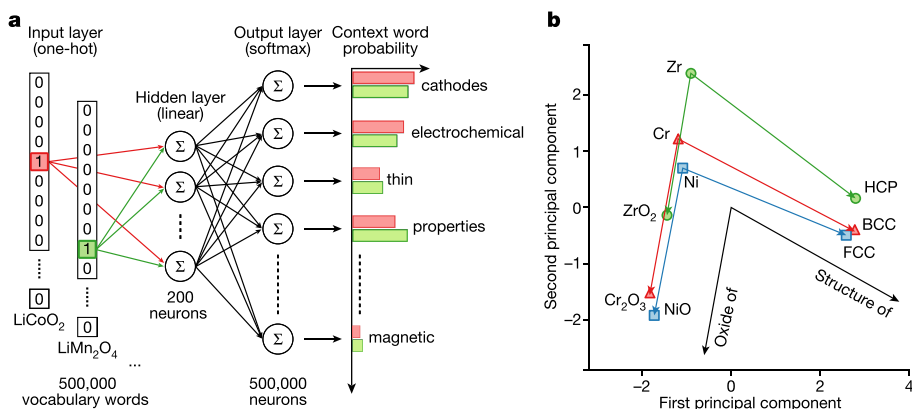 a
Input layer
(one-hot)
Output layer
(softmax)
Context word
probability
Hidden layer
(linear)
0
0
0
0
1
0
0
0
0
0
LiCoO2
0
0
0
0
0
0
0
1
0
0
LiMn2O4
...
500,000
vocabulary words
Σ
Σ
Σ
200
neurons
Σ
Σ
Σ
Σ
Σ
500,000
neurons
cathodes
electrochemical
thin
properties
magnetic
b
Second principal component
2
1
0
−1
−2
Zr
Cr
Ni
HCP
ZrO2
BCC
FCC
Cr2O3
NiO
Oxide of
Structure of
−2
0
2
4
First principal component